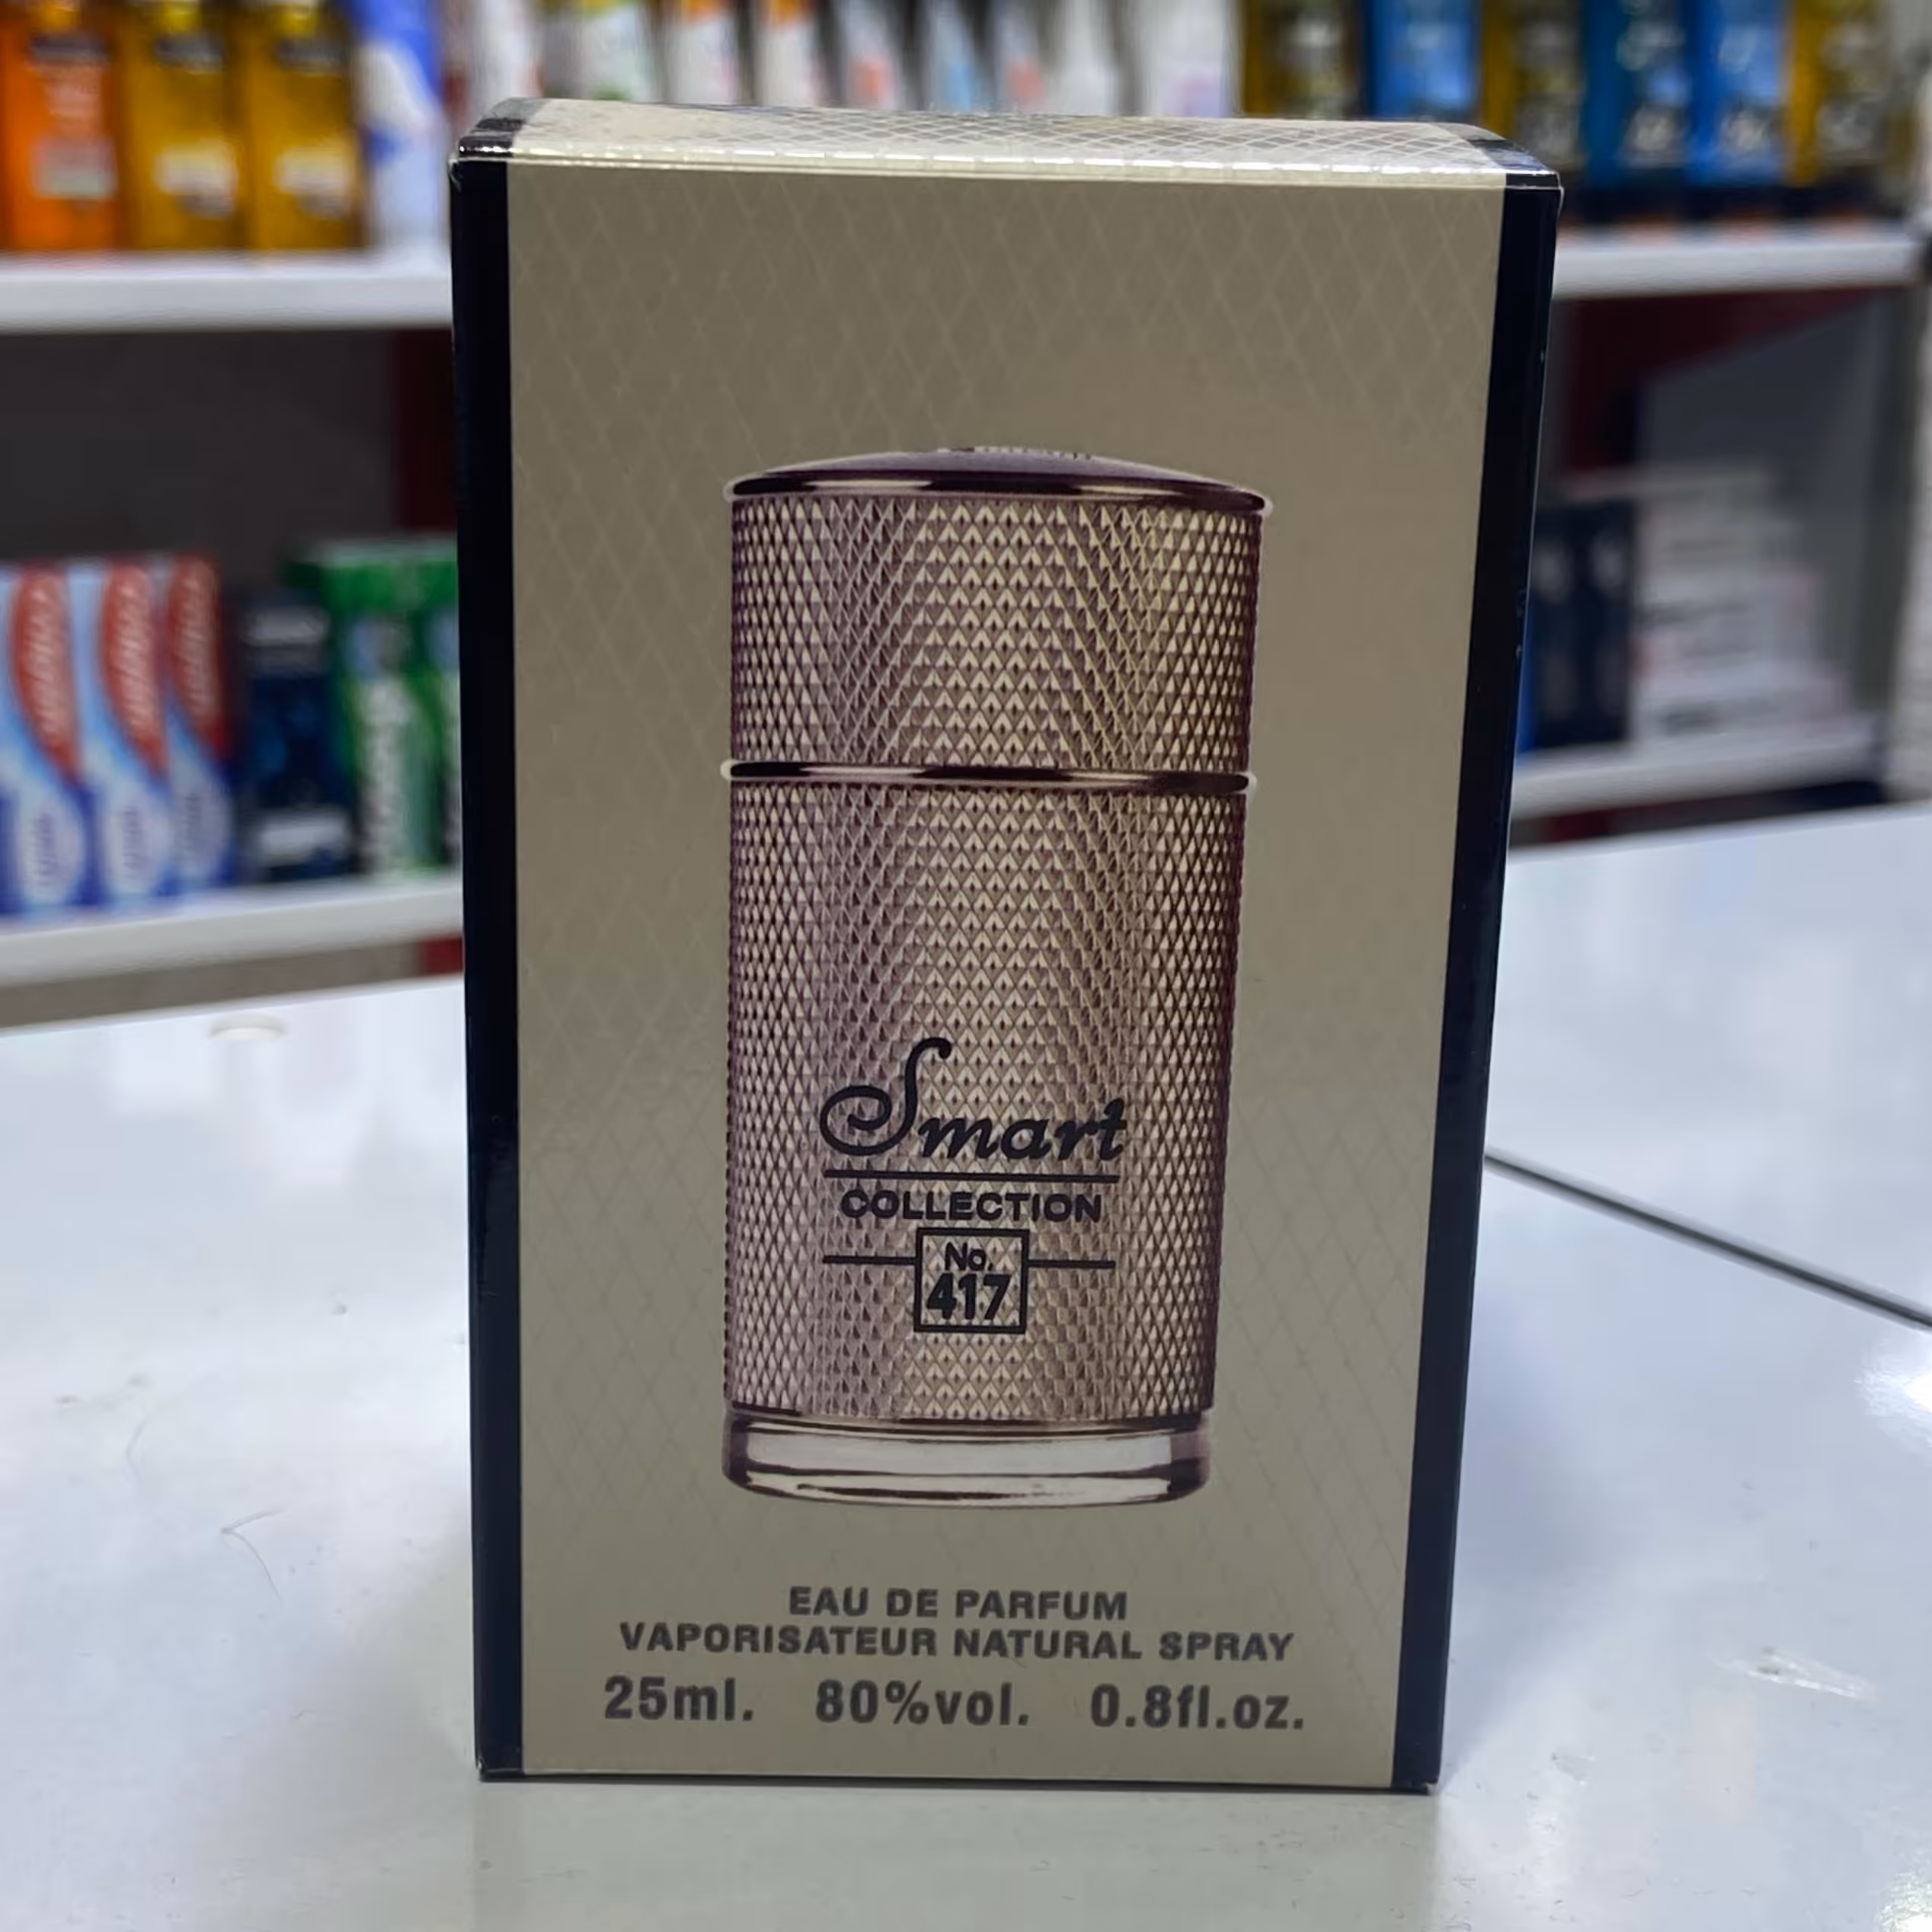 Smart
COLLECTION
No.
417
EAU DE PARFUM
VAPORISATEUR NATURAL SPRAY
25ml. 80%vol. 0.8fl.oz.